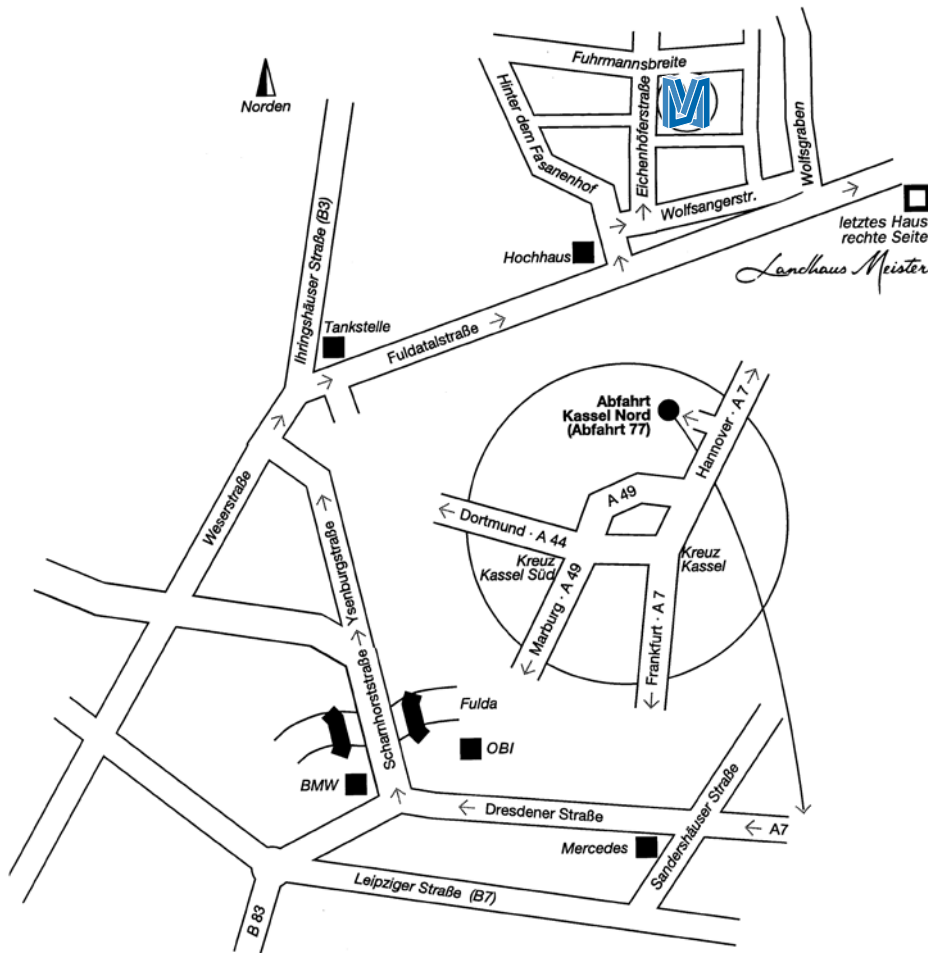 Fuhrmannsbreite
Norden
Hinter dem Fasanenhof
Eichenhöferstraße
Wolfsgraben
Wolfsangerstr.
letztes Haus
rechte Seite
Landhaus Meister
Hochhaus
Ihringshäuser Straße (B3)
Tankstelle
Fuldatalstraße
Abfahrt
Kassel Nord
(Abfahrt 77)
Hannover · A 7
A 49
Dortmund · A 44
Kreuz
Kassel Süd
Kreuz
Kassel
Marburg · A 49
Frankfurt · A 7
Weserstraße
Ysenburgstraße
Scharnhorststraße
Fulda
OBI
BMW
Dresdener Straße
Sandershäuser Straße
A7
Mercedes
Leipziger Straße (B7)
B 83